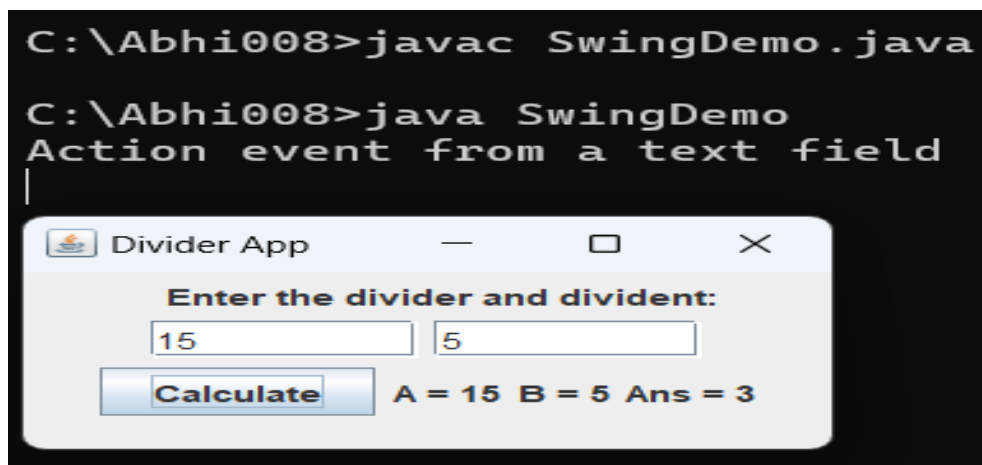 C:\Abhi008>javac SwingDemo.java
C:\Abhi008>java SwingDemo
Action event from a text field
Divider App
Enter the divider and divident:
15 5
Calculate A = 15 B = 5 Ans = 3